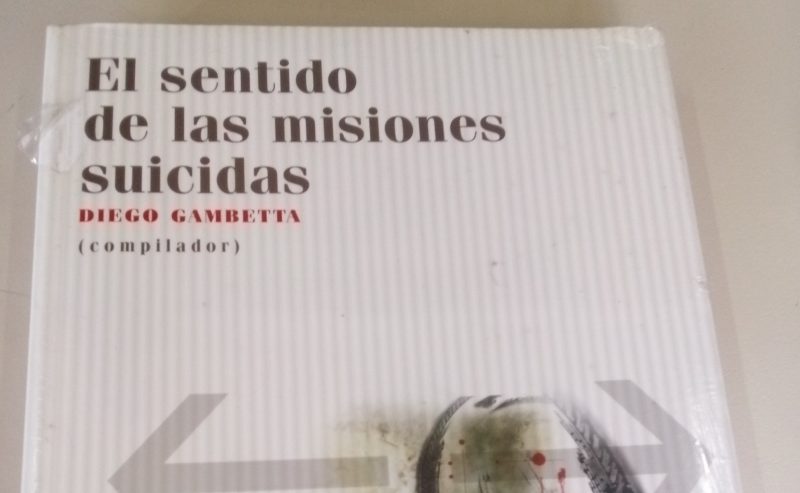 El sentido
de las misiones
suicidas
DIEGO GAMBETTA
(compilador)